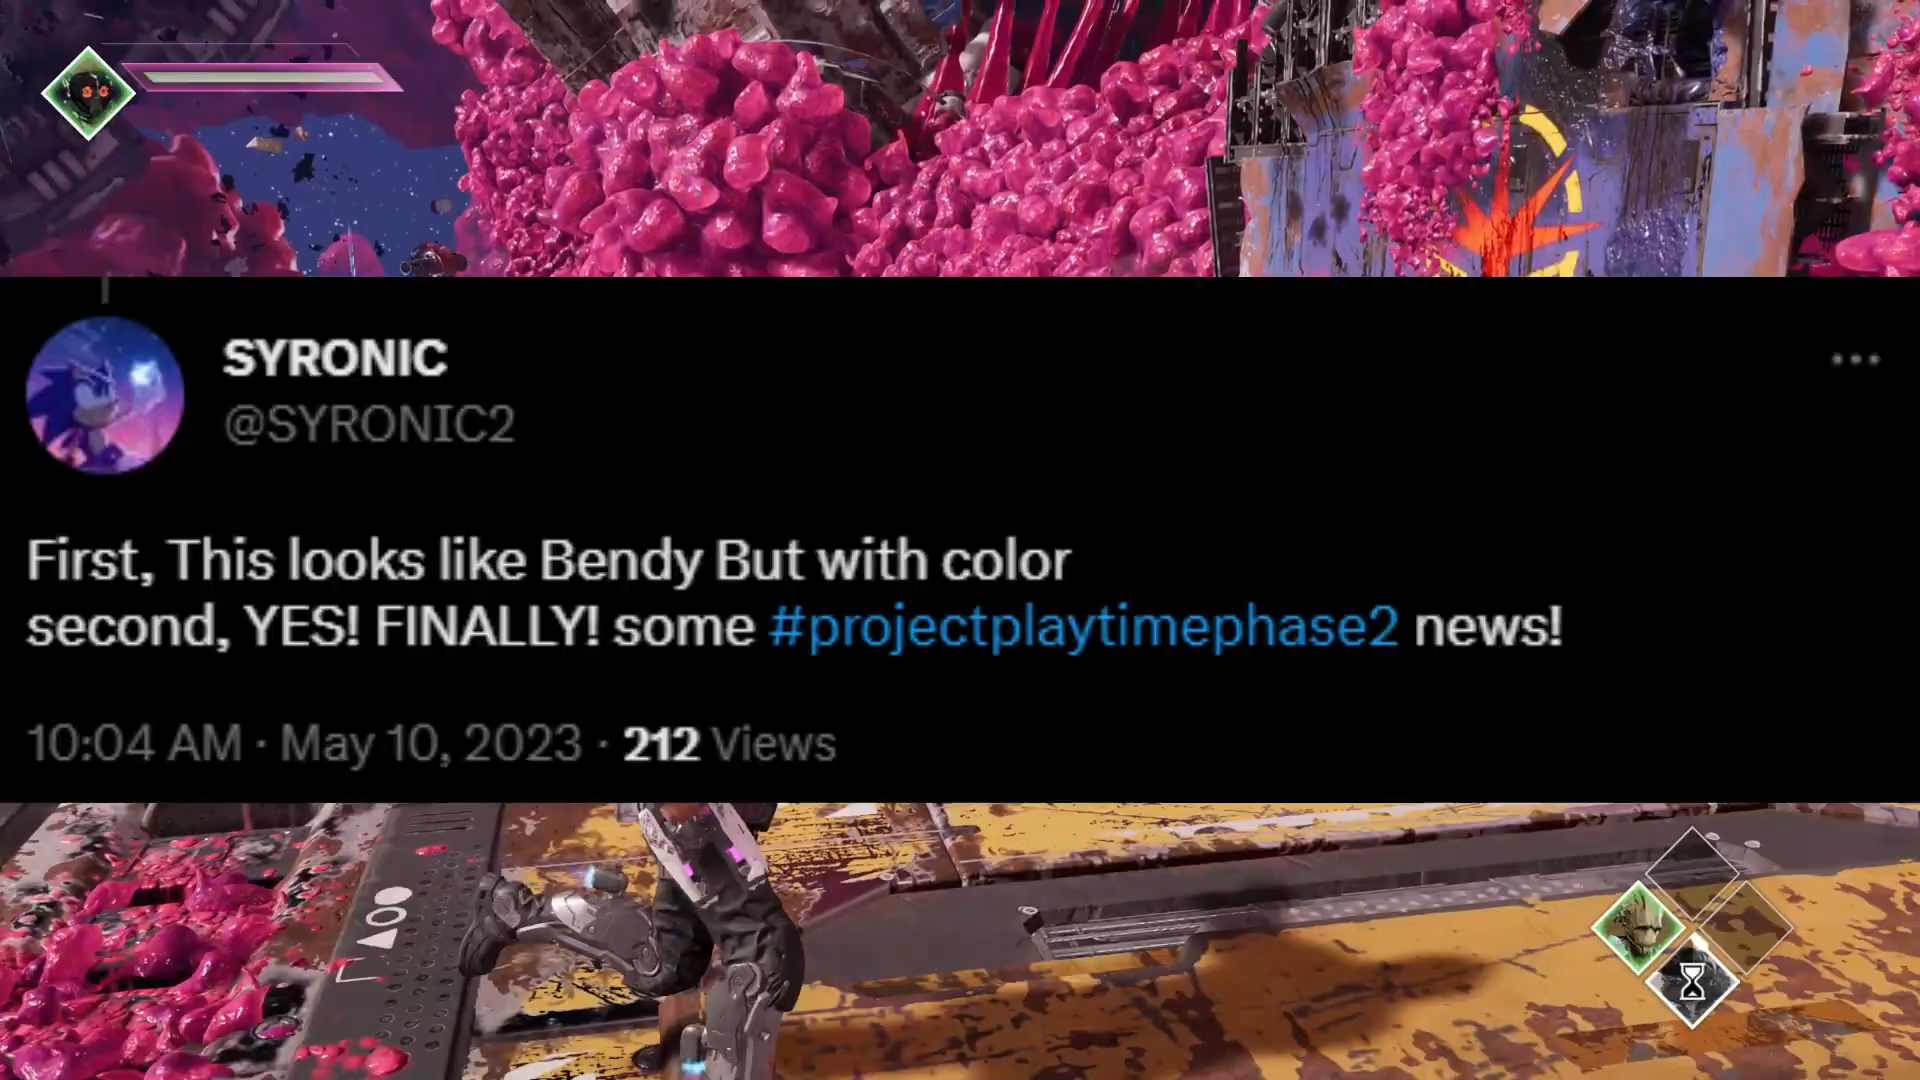 SYRONIC
@SYRONIC2
First, This looks like Bendy But with color
second, YES! FINALLY! some #projectplaytimephase2 news!
10:04 AM · May 10, 2023 · 212 Views